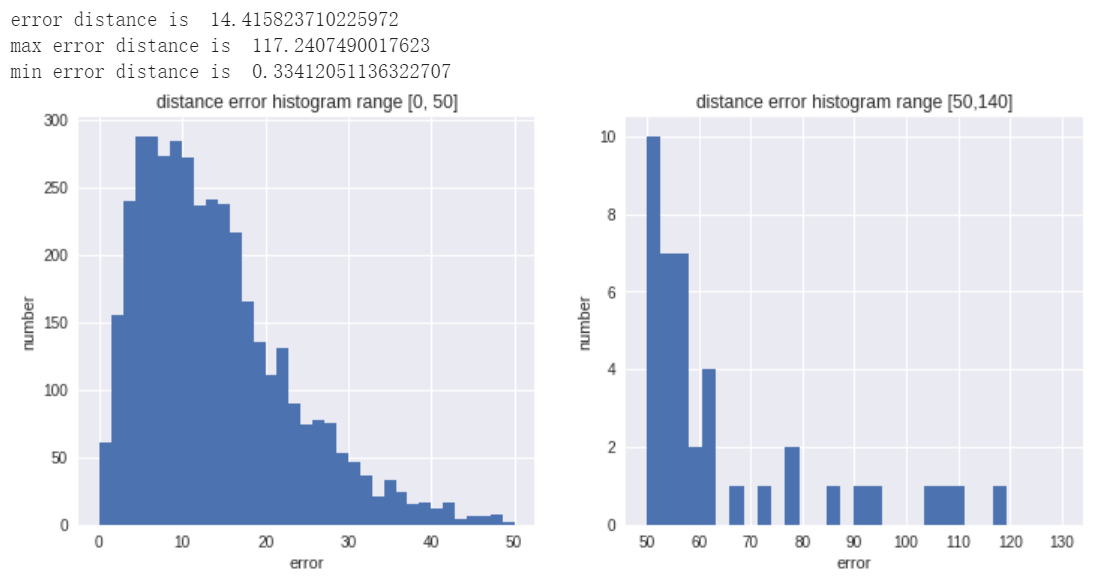 error distance is  14.415823710225972
max error distance is  117.2407490017623
min error distance is  0.33412051136322707
distance error histogram range [0, 50]
300
250
200
150
100
50
0
number
0 10 20 30 40 50
error
distance error histogram range [50,140]
10
8
6
4
2
0
number
50 60 70 80 90 100 110 120 130
error